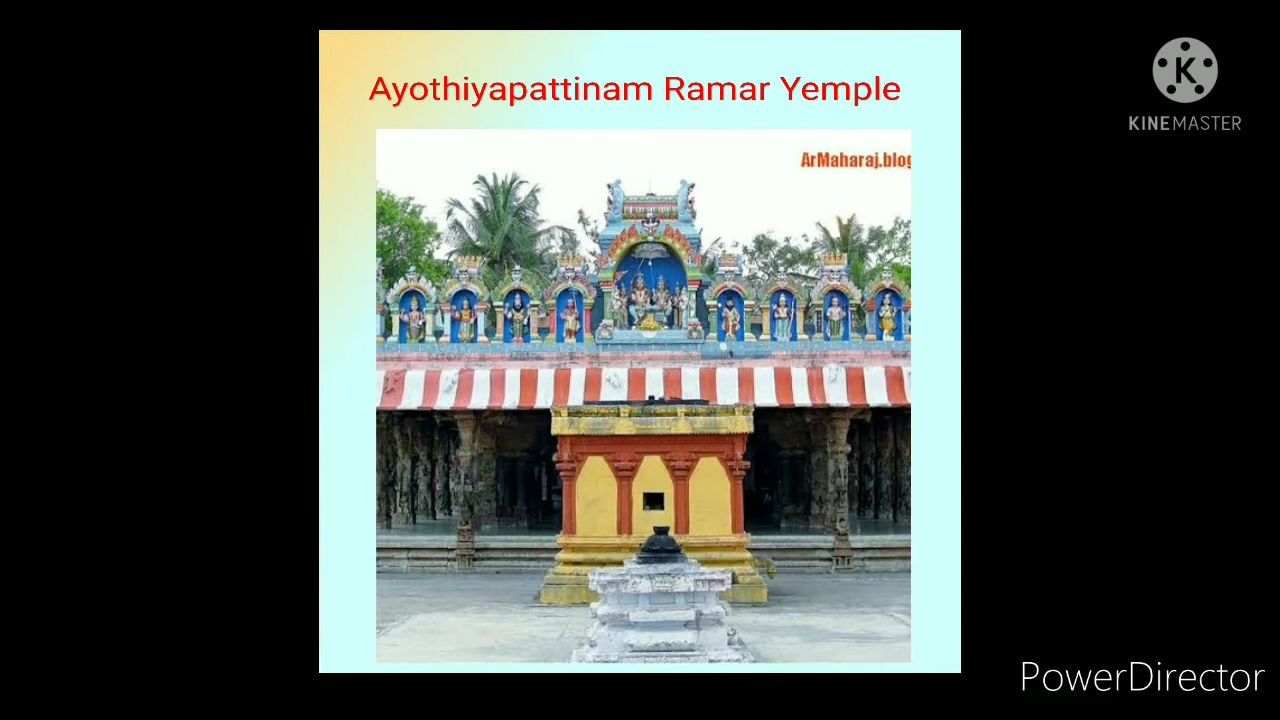 Ayothiyapattinam Ramar Yemple
K
KINEMASTER
ArMaharaj.blog
PowerDirector